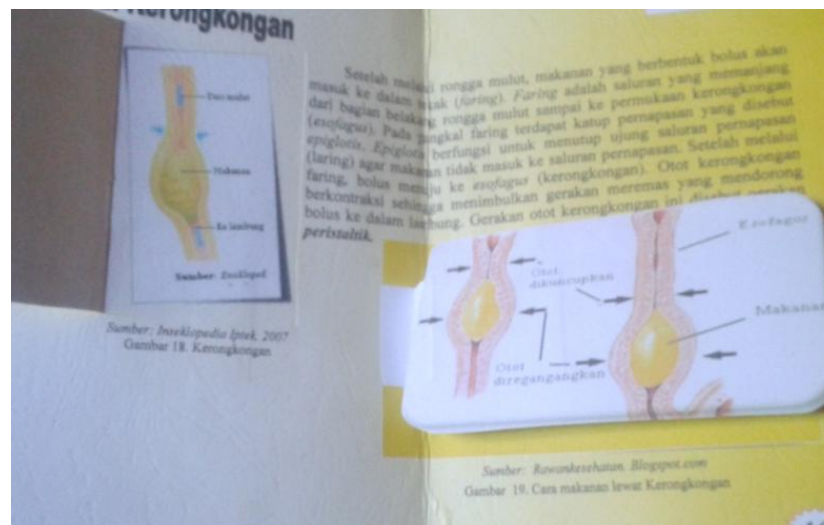 Kerongkongan
Dari mulut
Makanan
Ke lambung
Sumber: Ensikloped
Sumber: Inseklopedia Iptek, 2007
Gambar 18. Kerongkongan
Setelah melalui rongga mulut, makanan yang berbentuk bolus akan
masuk ke dalam tekak (faring). Faring adalah saluran yang memanjang
dari bagian belakang rongga mulut sampai ke permukaan kerongkongan
(esofagus). Pada pangkal faring terdapat katup pernapasan yang disebut
epiglotis. Epiglotis berfungsi untuk menutup ujung saluran pernapasan
(laring) agar makanan tidak masuk ke saluran pernapasan. Setelah melalui
faring, bolus menuju ke esofagus (kerongkongan). Otot kerongkongan
berkontraksi sehingga menimbulkan gerakan meremas yang mendorong
bolus ke dalam lambung. Gerakan otot kerongkongan ini disebut gerakan
peristaltik.
Esofagus
Otot
dikuncupkan
Makanan
Otot
diregangangkan
Sumber: Rawankesehatan. Blogspot.com
Gambar 19. Cara makanan lewat Kerongkongan